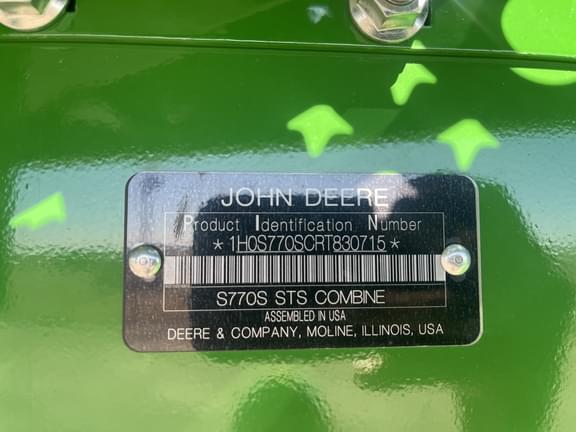 JOHN DEERE
Product Identification Number
*1H0S770SCRT830715*
S770S STS COMBINE
ASSEMBLED IN USA
DEERE & COMPANY, MOLINE, ILLINOIS, USA